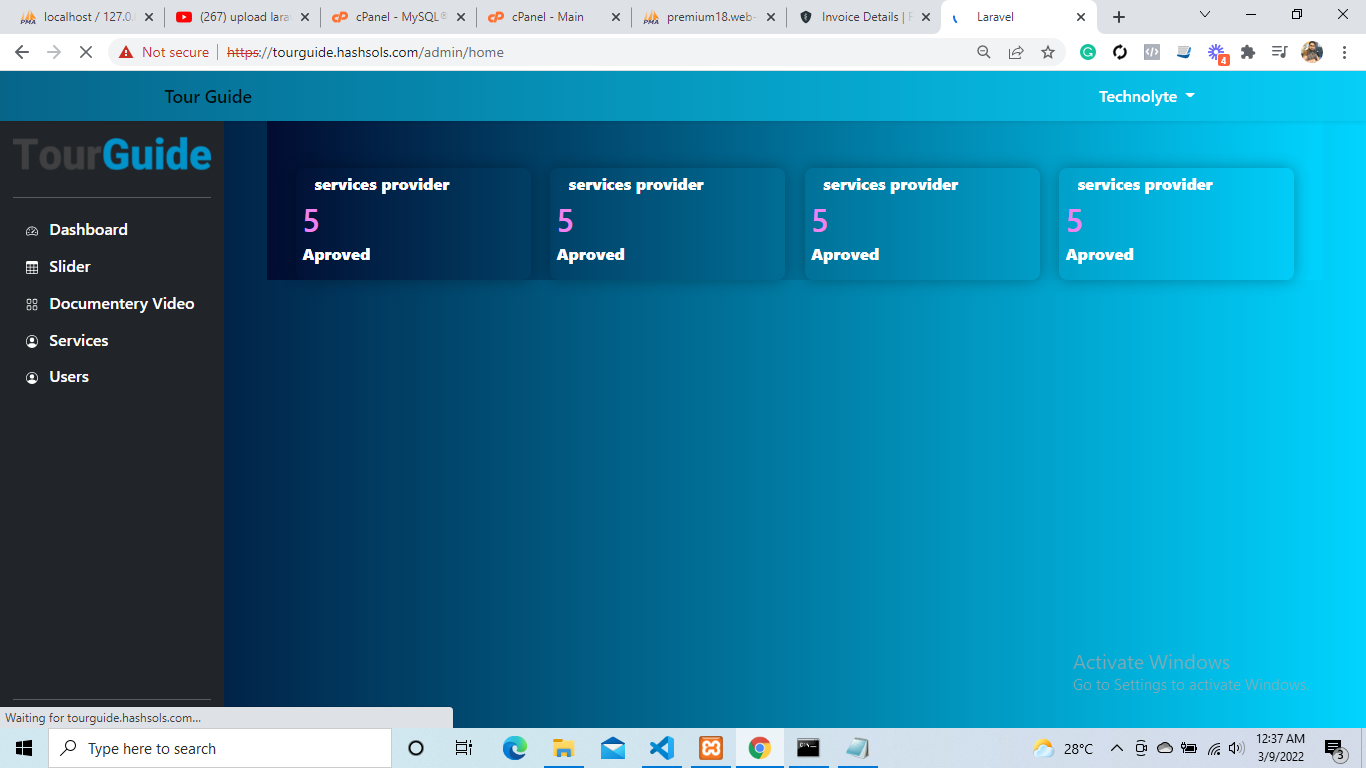 localhost / 127.0.
(267) upload larav
cPanel - MySQL®
cPanel - Main
premium18.web-
Invoice Details |
Laravel
Not secure
https://tourguide.hashsols.com/admin/home
4
Tour Guide
Technolyte
TourGuide
Dashboard
Slider
Documentery Video
Services
Users
services provider
5
Aproved
services provider
5
Aproved
services provider
5
Aproved
services provider
5
Aproved
Activate Windows
Go to Settings to activate Windows.
Waiting for tourguide.hashsols.com...
Type here to search
28°C
12:37 AM
3/9/2022
3